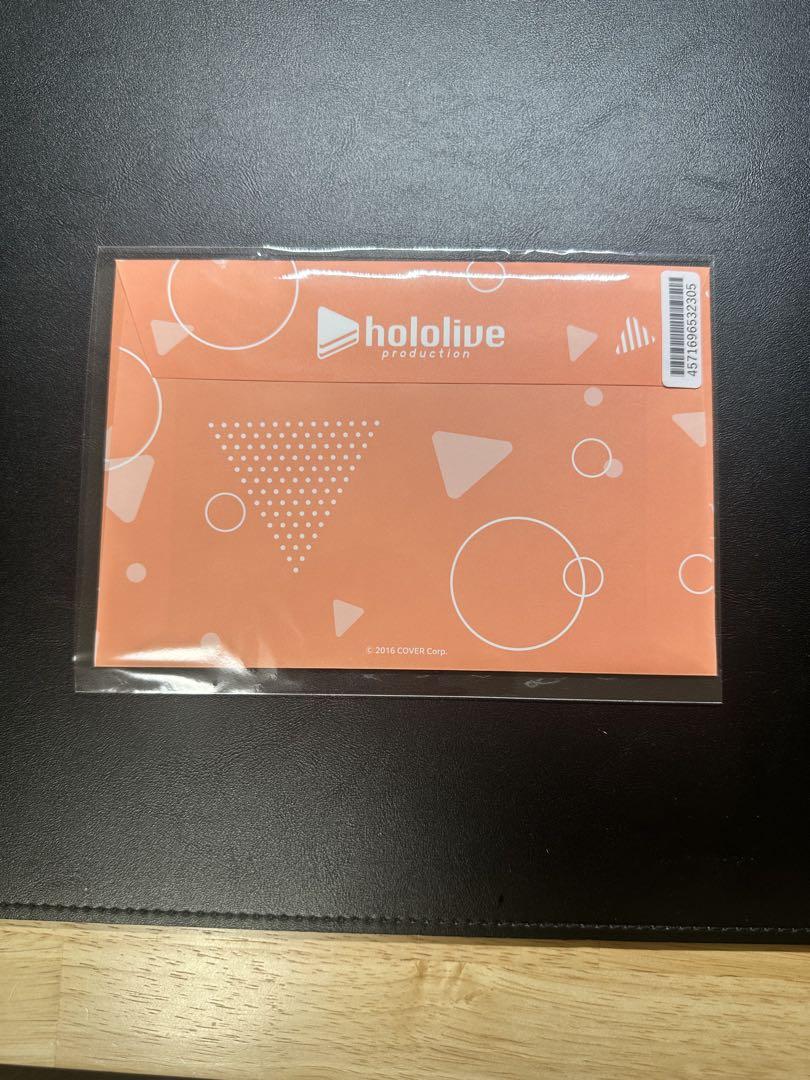 hololive
production
4571696532305
© 2016 COVER Corp.